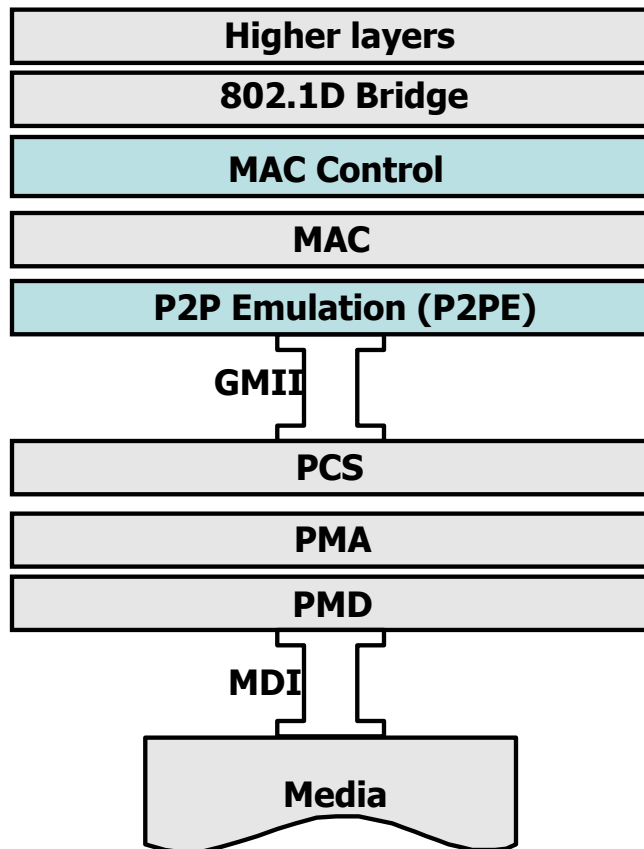 Higher layers
802.1D Bridge
MAC Control
MAC
P2P Emulation (P2PE)
GMII
PCS
PMA
PMD
MDI
Media